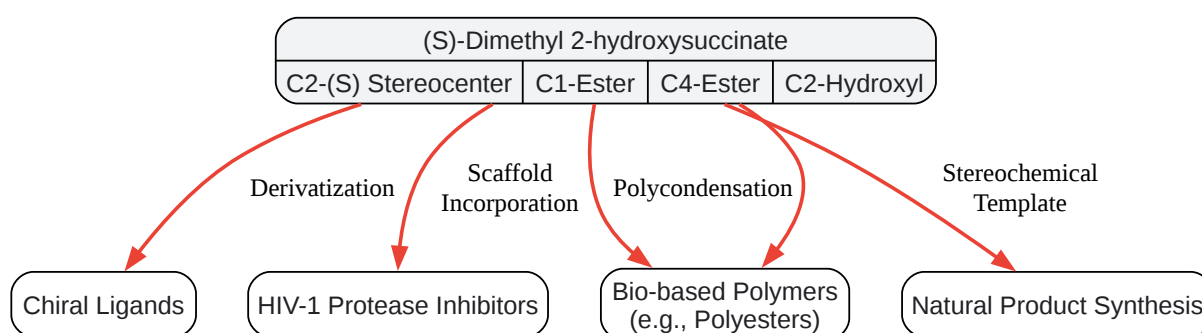 (S)-Dimethyl 2-hydroxysuccinate
C2-(S) Stereocenter
C1-Ester
C4-Ester
C2-Hydroxyl
Derivatization
Scaffold
Incorporation
Polycondensation
Stereochemical
Template
Chiral Ligands
HIV-1 Protease Inhibitors
Bio-based Polymers
(e.g., Polyesters)
Natural Product Synthesis